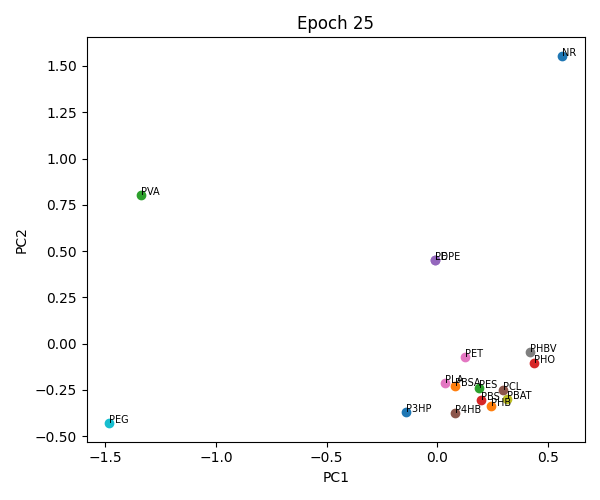 Epoch 25
NR
1.50
1.25
1.00
PVA
0.75
PC2
0.50
0.25
PHBV
0.00
PET
PHO
PLA
PBSA
PES
PCL
−0.25
PBS
PBAT
PHB
P3HP
P4HB
PEG
−0.50
−1.5
−1.0
−0.5
0.0
0.5
PC1